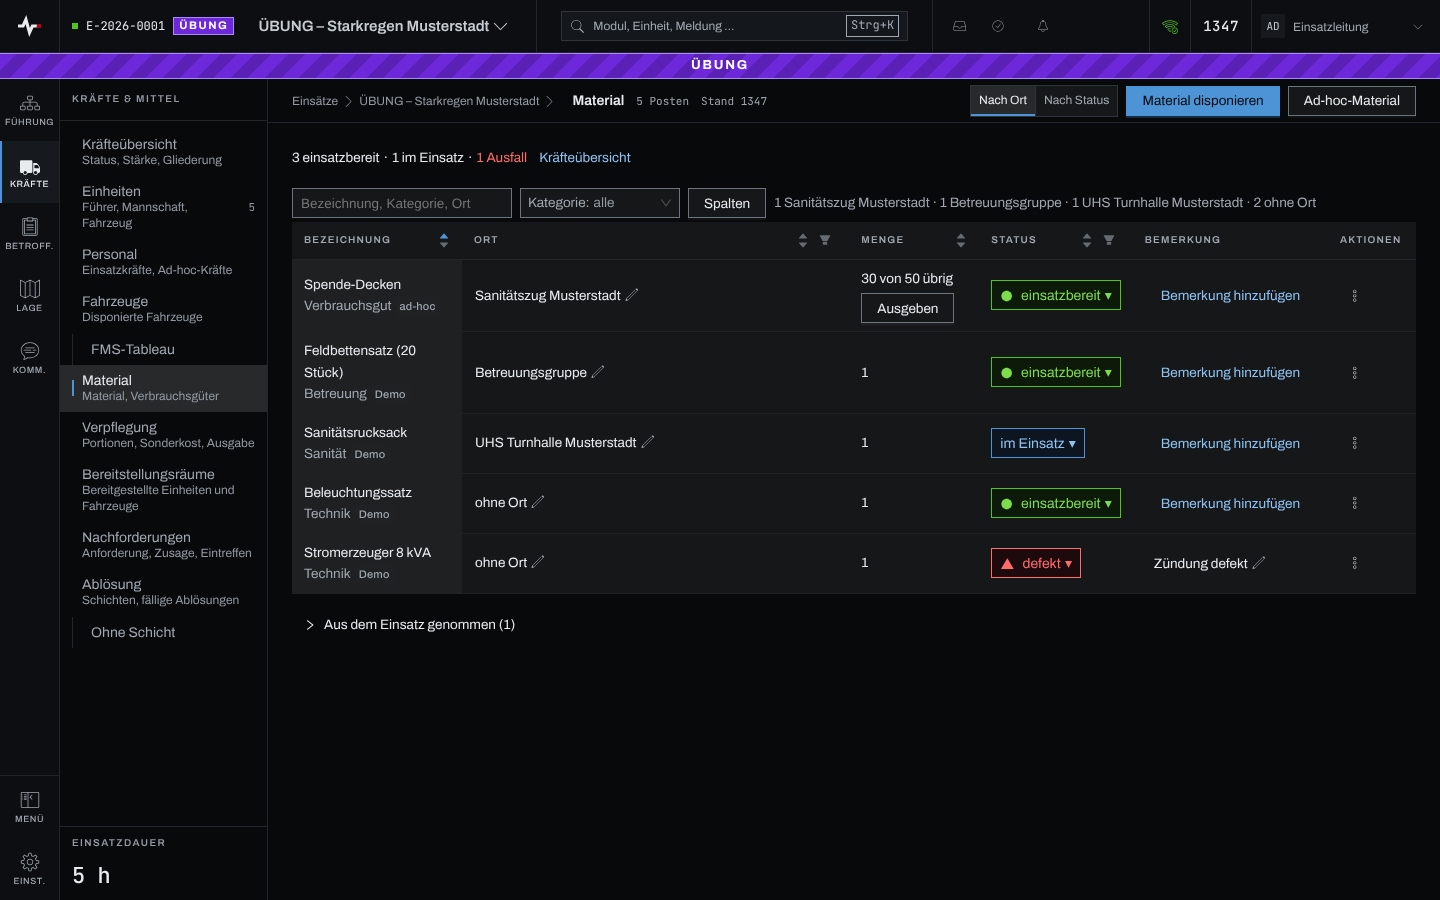 E-2026-0001 ÜBUNG ÜBUNG – Starkregen Musterstadt Modul, Einheit, Meldung ... Strg+K 1347 AD Einsatzleitung
ÜBUNG
FÜHRUNG
KRÄFTE
BETROFF.
LAGE
KOMM.
MENÜ
EINST.
KRÄFTE & MITTEL
Kräfteübersicht
Status, Stärke, Gliederung
Einheiten
Führer, Mannschaft, 5
Fahrzeug
Personal
Einsatzkräfte, Ad-hoc-Kräfte
Fahrzeuge
Disponierte Fahrzeuge
FMS-Tableau
Material
Material, Verbrauchsgüter
Verpflegung
Portionen, Sonderkost, Ausgabe
Bereitstellungsräume
Bereitgestellte Einheiten und
Fahrzeuge
Nachforderungen
Anforderung, Zusage, Eintreffen
Ablösung
Schichten, fällige Ablösungen
Ohne Schicht
EINSATZDAUER
5 h
Einsätze ÜBUNG – Starkregen Musterstadt Material 5 Posten Stand 1347 Nach Ort Nach Status Material disponieren Ad-hoc-Material
3 einsatzbereit · 1 im Einsatz · 1 Ausfall Kräfteübersicht
Bezeichnung, Kategorie, Ort Kategorie: alle Spalten 1 Sanitätszug Musterstadt · 1 Betreuungsgruppe · 1 UHS Turnhalle Musterstadt · 2 ohne Ort
BEZEICHNUNG ORT MENGE STATUS BEMERKUNG AKTIONEN
Spende-Decken
Verbrauchsgut ad-hoc
Sanitätszug Musterstadt
30 von 50 übrig
Ausgeben
einsatzbereit
Bemerkung hinzufügen
Feldbettensatz (20
Stück)
Betreuung Demo
Betreuungsgruppe
1
einsatzbereit
Bemerkung hinzufügen
Sanitätsrucksack
Sanität Demo
UHS Turnhalle Musterstadt
1
im Einsatz
Bemerkung hinzufügen
Beleuchtungssatz
Technik Demo
ohne Ort
1
einsatzbereit
Bemerkung hinzufügen
Stromerzeuger 8 kVA
Technik Demo
ohne Ort
1
defekt
Zündung defekt
Aus dem Einsatz genommen (1)